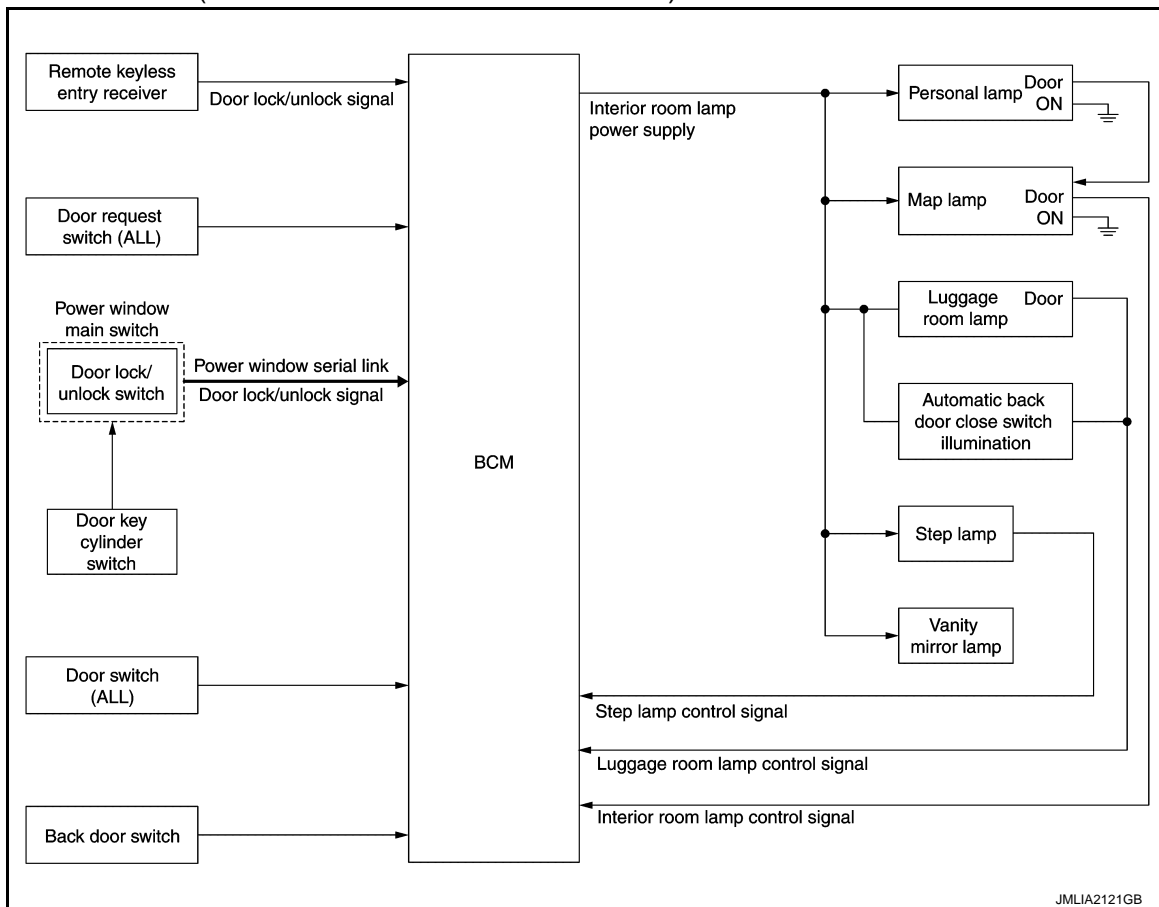 Remote keyless
entry receiver
Door lock/unlock signal
Door request
switch (ALL)
Power window
main switch
Door lock/
unlock switch
Power window serial link
Door lock/unlock signal
Door key
cylinder
switch
Door switch
(ALL)
Back door switch
BCM
Interior room lamp
power supply
Personal lamp
Door
ON
Map lamp
Door
ON
Luggage
room lamp
Door
Automatic back
door close switch
illumination
Step lamp
Vanity
mirror lamp
Step lamp control signal
Luggage room lamp control signal
Interior room lamp control signal
JMLIA2121GB